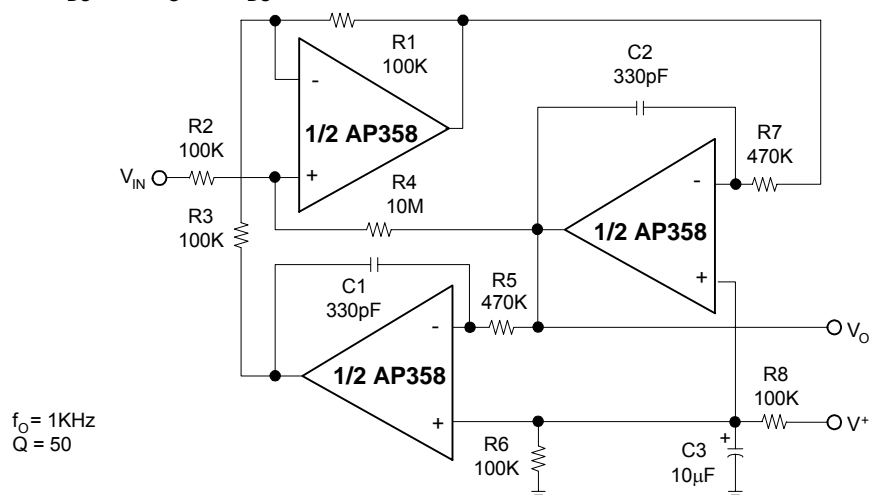 R1
100K
C2
330pF
1/2 AP358
-
+
R2
100K
V_IN
R7
470K
R4
10M
-
+
1/2 AP358
R3
100K
C1
330pF
R5
470K
-
+
1/2 AP358
V_O
R8
100K
V+
R6
100K
C3
10µF
+
f_O= 1KHz
Q = 50